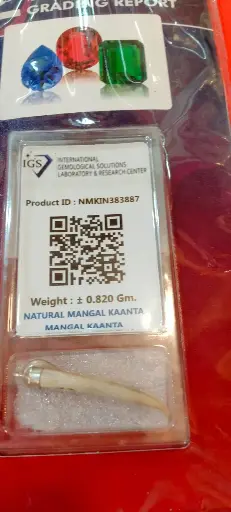 GRADING REPORT
IGS
INTERNATIONAL
GEMOLOGICAL SOLUTIONS
LABORATORY & RESEARCH CENTER
Product ID : NMKIN383887
Weight : ± 0.820 Gm.
NATURAL MANGAL KAANTA
MANGAL KAANTA